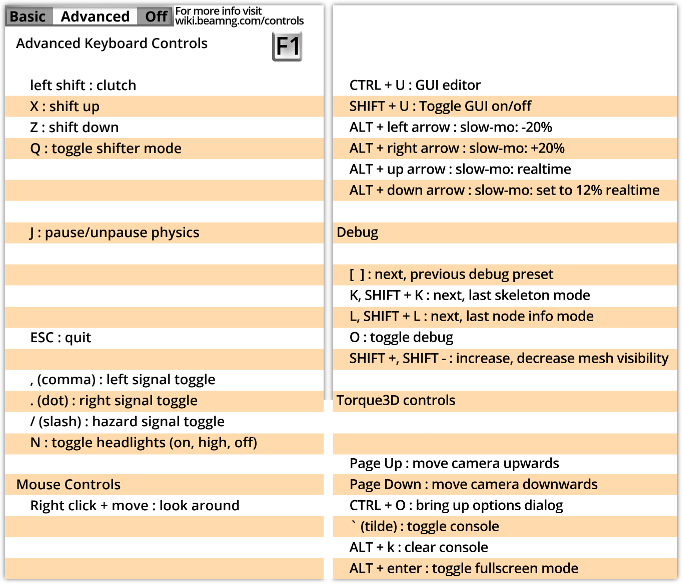 Basic Advanced Off For more info visit
wiki.beamng.com/controls
Advanced Keyboard Controls F1
left shift : clutch
X : shift up
Z : shift down
Q : toggle shifter mode
J : pause/unpause physics
ESC : quit
, (comma) : left signal toggle
. (dot) : right signal toggle
/ (slash) : hazard signal toggle
N : toggle headlights (on, high, off)
Mouse Controls
Right click + move : look around
CTRL + U : GUI editor
SHIFT + U : Toggle GUI on/off
ALT + left arrow : slow-mo: -20%
ALT + right arrow : slow-mo: +20%
ALT + up arrow : slow-mo: realtime
ALT + down arrow : slow-mo: set to 12% realtime
Debug
[ ] : next, previous debug preset
K, SHIFT + K : next, last skeleton mode
L, SHIFT + L : next, last node info mode
O : toggle debug
SHIFT +, SHIFT - : increase, decrease mesh visibility
Torque3D controls
Page Up : move camera upwards
Page Down : move camera downwards
CTRL + O : bring up options dialog
` (tilde) : toggle console
ALT + k : clear console
ALT + enter : toggle fullscreen mode